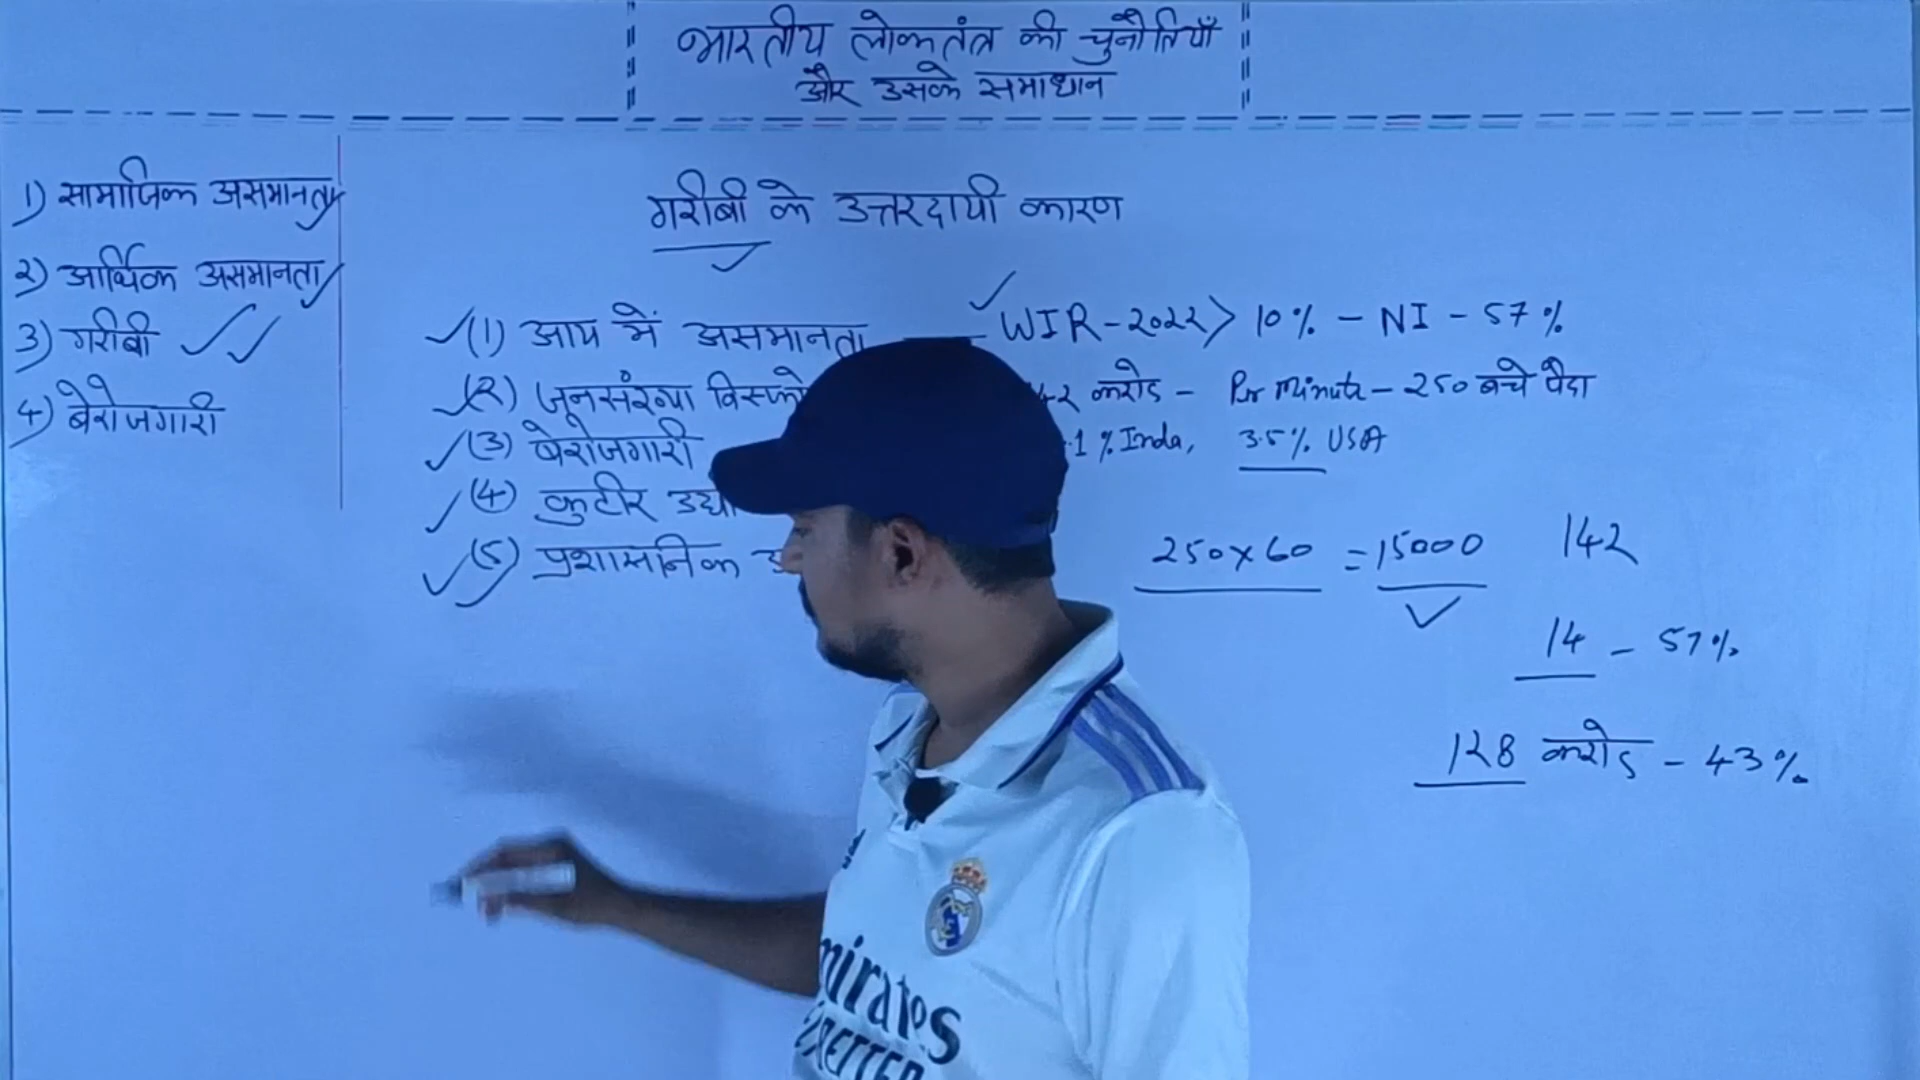 भारतीय लोकतंत्र की चुनौतियाँ
और उसके समाधान
1) सामाजिक असमानता
2) आर्थिक असमानता
3) गरीबी
4) बेरोजगारी
गरीबी के उत्तरदायी कारण
(1) आय में असमानता — WIR-2022 > 10% - NI - 57%
(2) जनसंख्या करोड - Per Minute - 250 बच्चे पैदा
(3) बेरोजगारी 1% India, 3.5% USA
(4) कुटीर
(5) प्रशासनिक
250x60 = 15000
142
14 - 57%
128 करोड - 43%